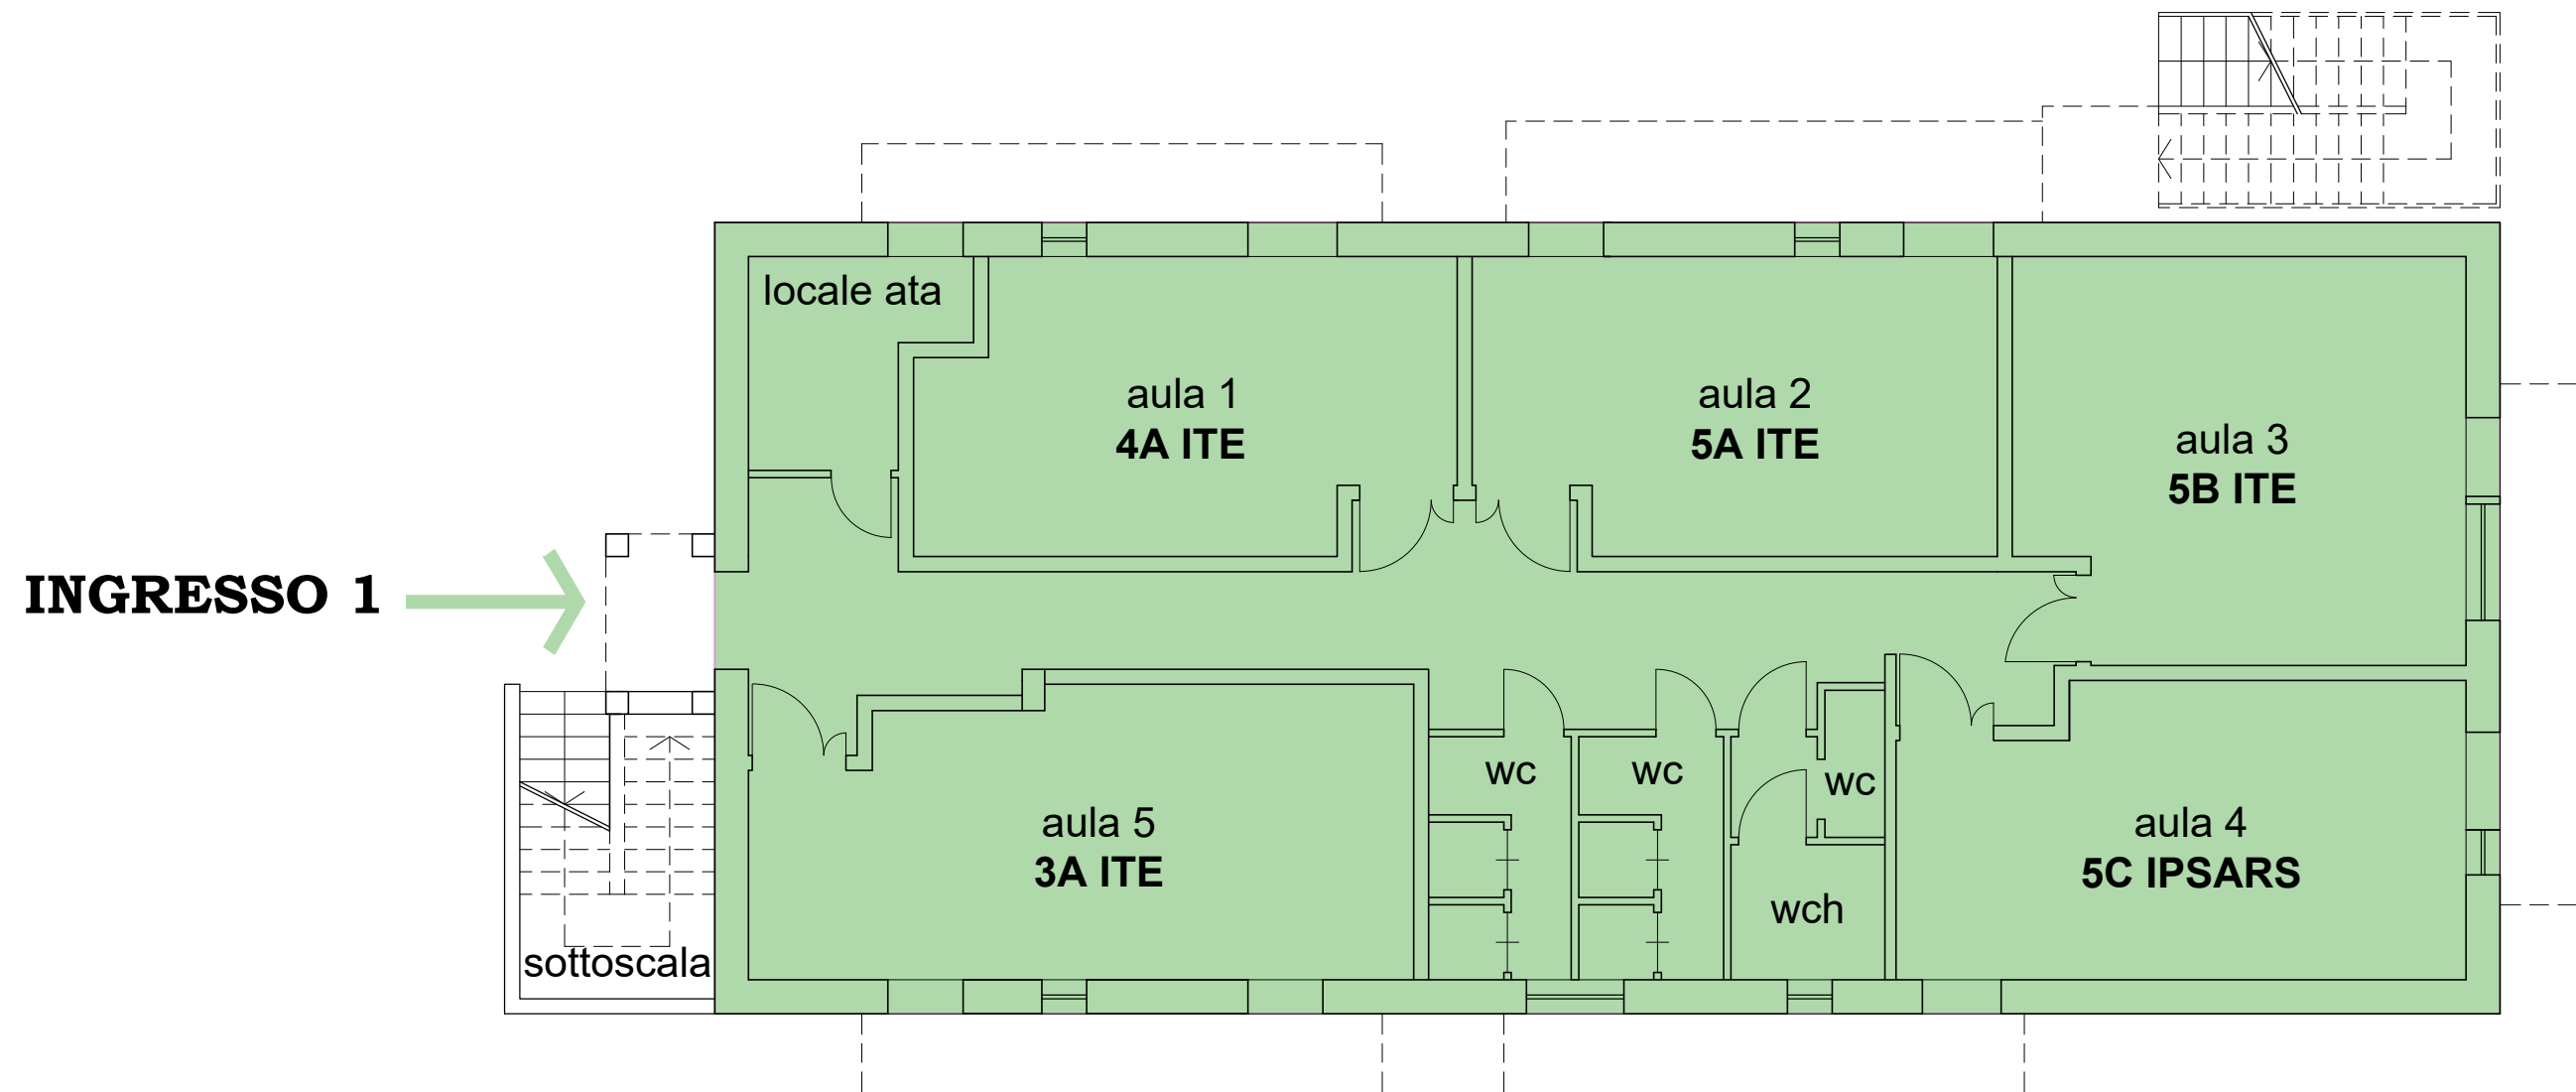 locale ata
aula 1
4A ITE
aula 2
5A ITE
aula 3
5B ITE
INGRESSO 1
wc
wc
wc
aula 5
3A ITE
aula 4
5C IPSARS
wch
sottoscala